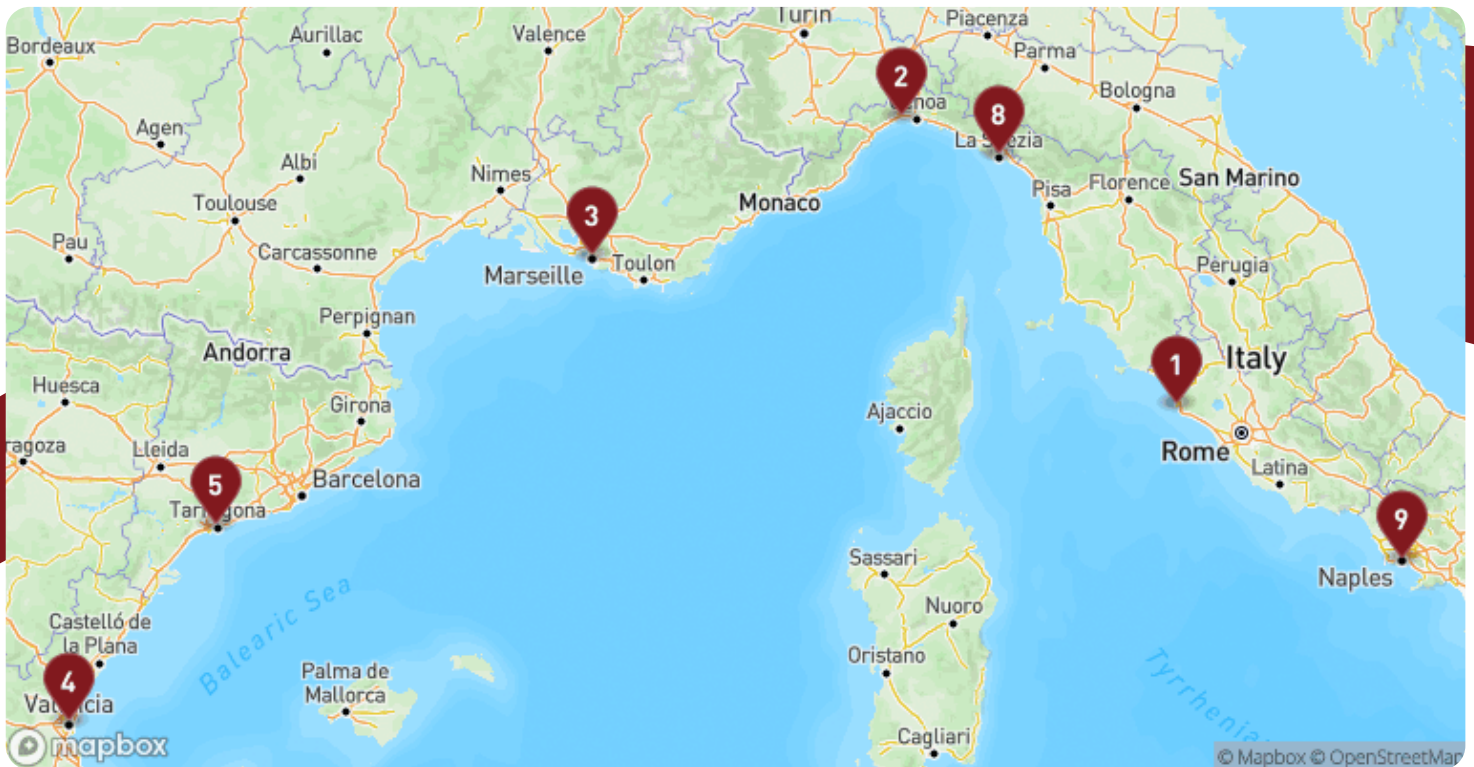 Turin
Piacenza
Bordeaux
Aurillac
Valence
Parma
2
Genoa
Bologna
8
La Spezia
Agen
Albi
Nimes
Pisa
Florence
San Marino
Toulouse
3
Monaco
Pau
Carcassonne
Marseille
Toulon
Perugia
Perpignan
Andorra
1
Italy
Huesca
Girona
Ajaccio
ragoza
Lleida
Rome
Latina
5
Barcelona
Tarragona
9
Sassari
Naples
Balearic Sea
Nuoro
Castelló de
la Plana
Oristano
4
Palma de
Mallorca
Valencia
Tyrrhenia
Cagliari
mapbox
© Mapbox © OpenStreetMap